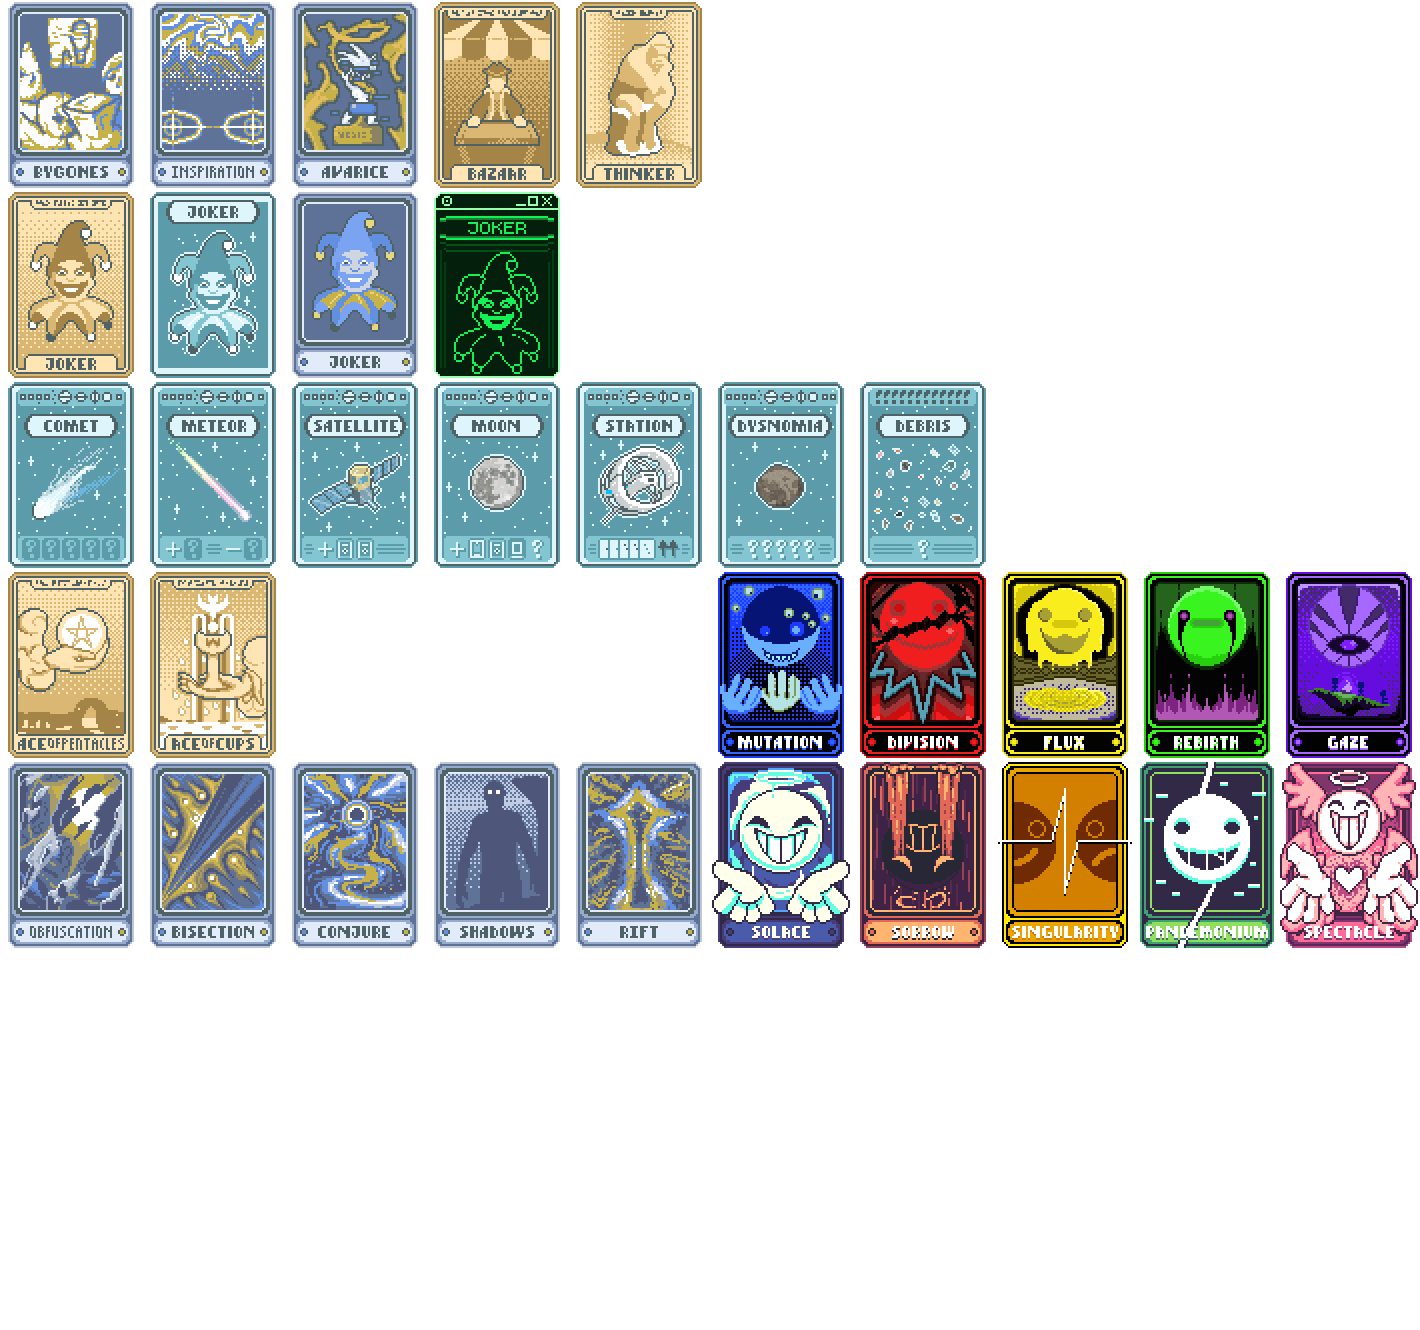 BYGONES
INSPIRATION
AVARICE
BAZAAR
THINKER
JOKER
JOKER
JOKER
JOKER
COMET
METEOR
SATELLITE
MOON
STATION
DYSNOMIA
DEBRIS
?????
+ ? = - ?
+
+ ?
?????
?
ACE OF PENTACLES
ACE OF CUPS
MUTATION
DIVISION
FLUX
REBIRTH
GAZE
OBFUSCATION
BISECTION
CONJURE
SHADOWS
RIFT
SOLACE
SORROW
SINGULARITY
PANDEMONIUM
SPECTACLE